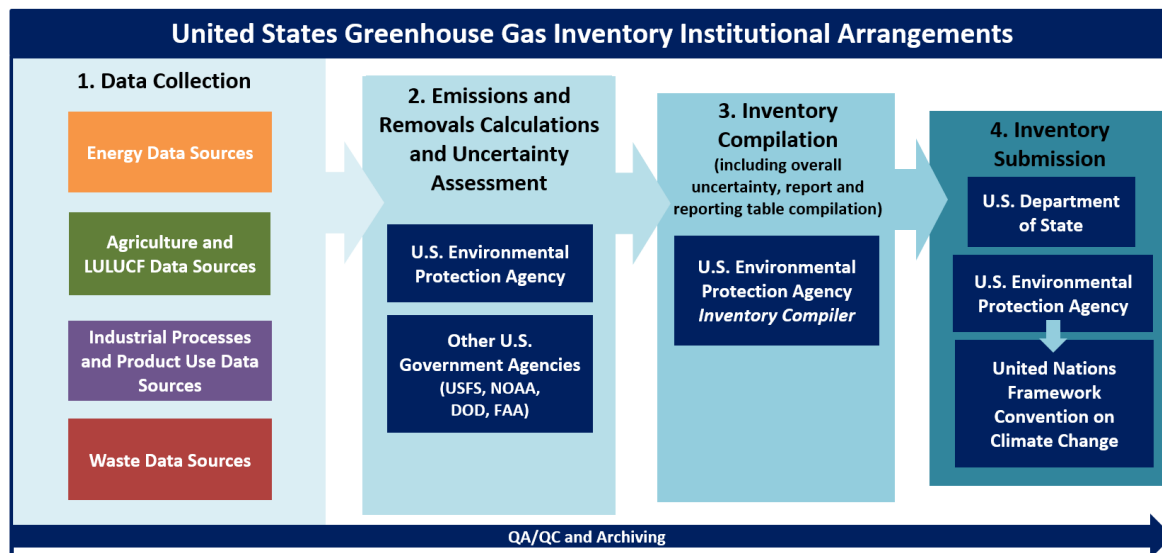 United States Greenhouse Gas Inventory Institutional Arrangements
1. Data Collection
Energy Data Sources
Agriculture and
LULUCF Data Sources
Industrial Processes
and Product Use Data
Sources
Waste Data Sources
2. Emissions and
Removals Calculations
and Uncertainty
Assessment
U.S. Environmental
Protection Agency
Other U.S.
Government Agencies
(USFS, NOAA,
DOD, FAA)
3. Inventory
Compilation
(including overall
uncertainty, report and
reporting table compilation)
U.S. Environmental
Protection Agency
Inventory Compiler
4. Inventory
Submission
U.S. Department
of State
U.S. Environmental
Protection Agency
United Nations
Framework
Convention on
Climate Change
QA/QC and Archiving